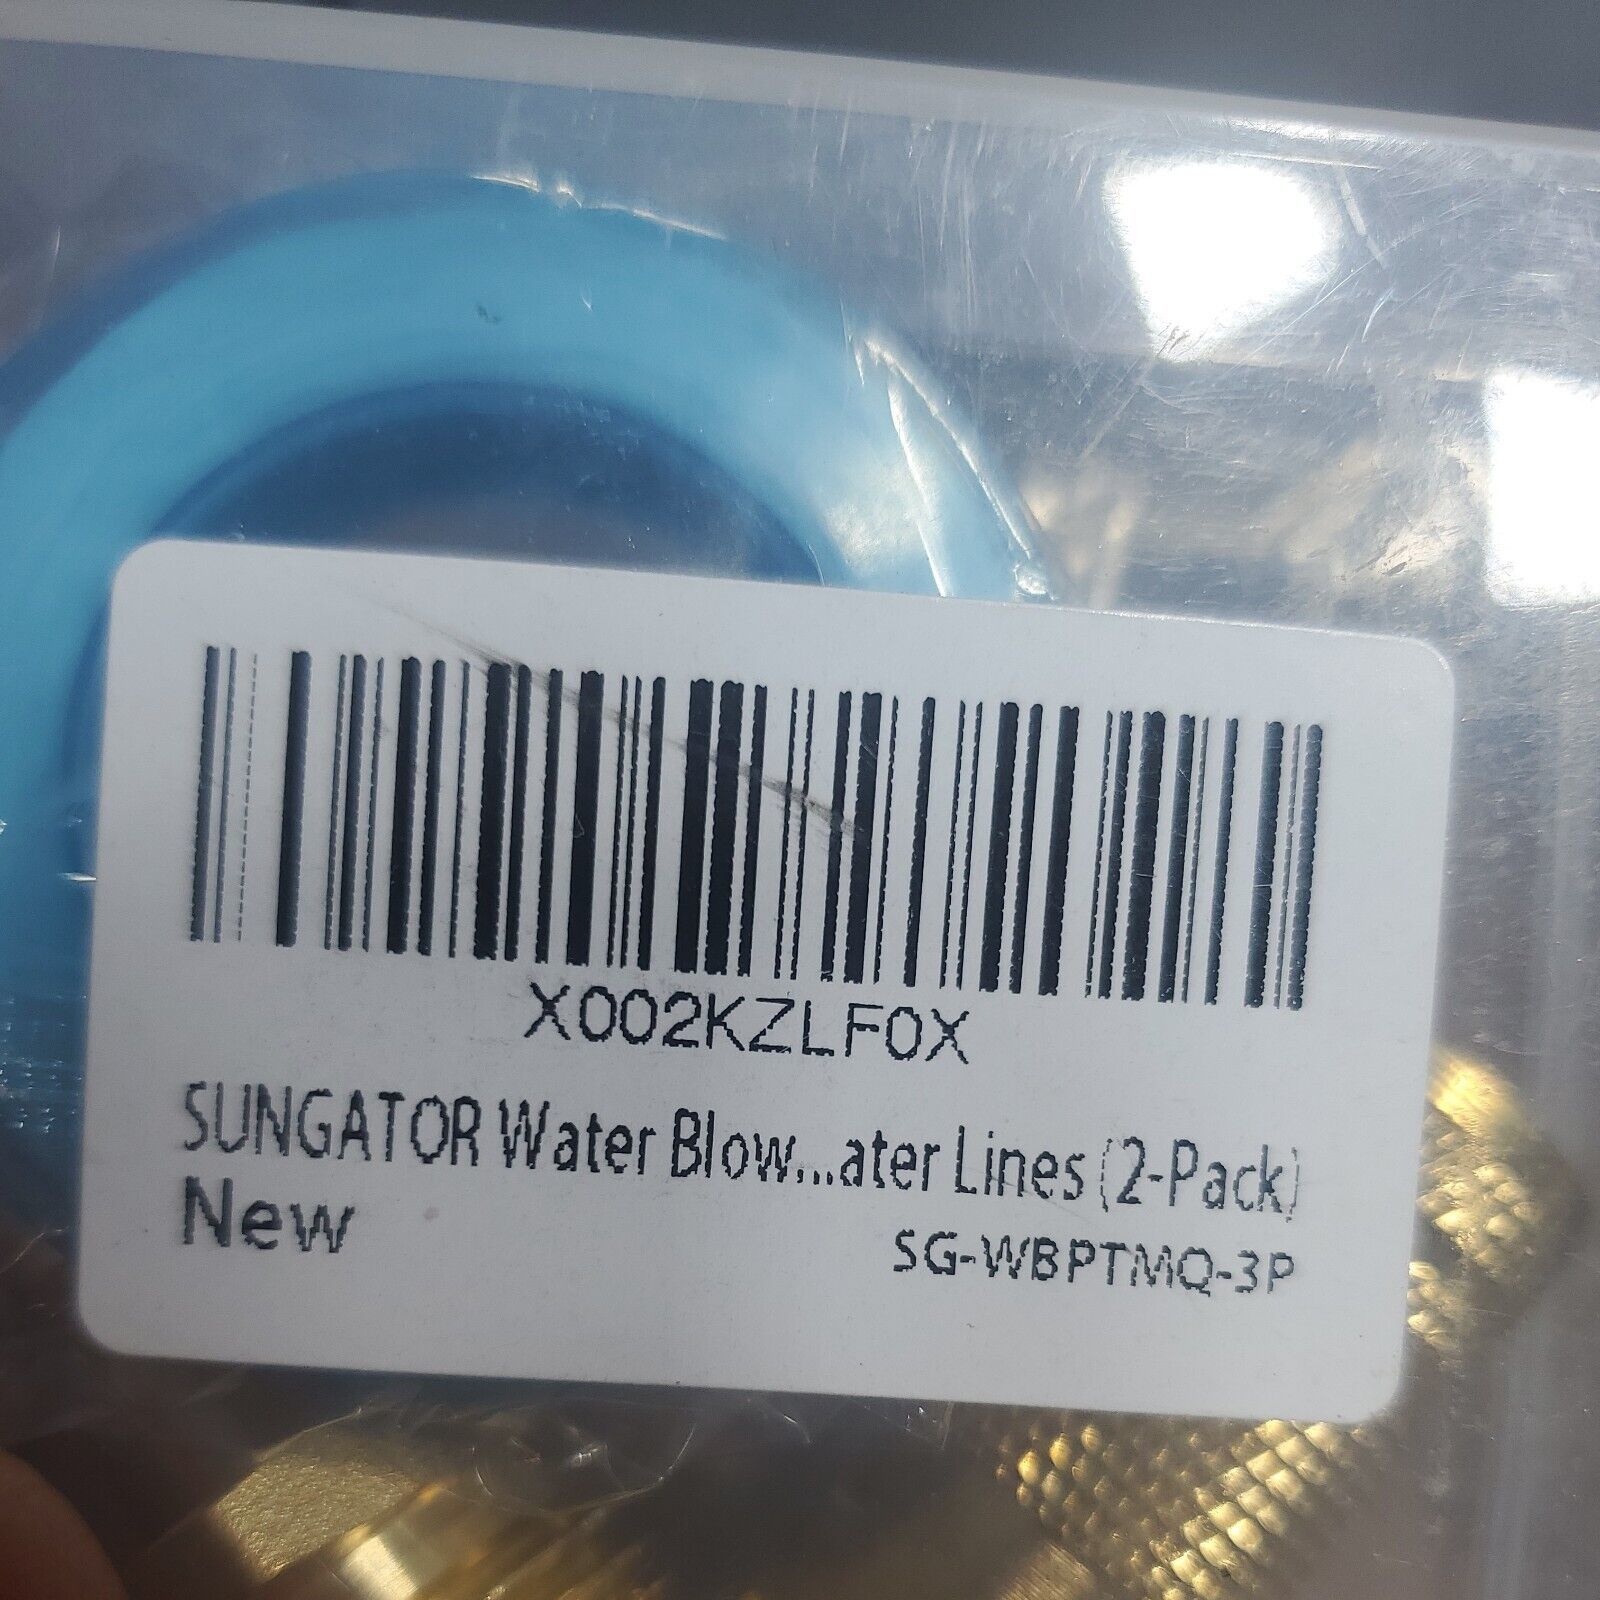 X002KZLF0X
SUNGATOR Water Blow...ater Lines (2-Pack)
New
SG-WBPTMQ-3P